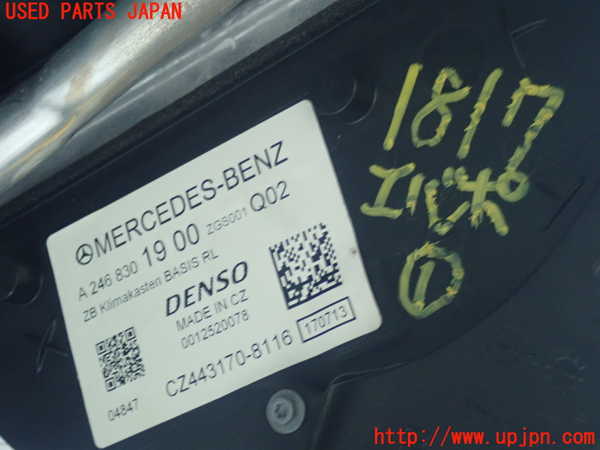 USED PARTS JAPAN
1817
エバポ
①
MERCEDES-BENZ
A 246 830 19 00 ZGS001 Q02
ZB Klimakasten BASIS RL
DENSO
MADE IN CZ
0012520078
CZ443170-8116 170713
04847
http://www.upjpn.com